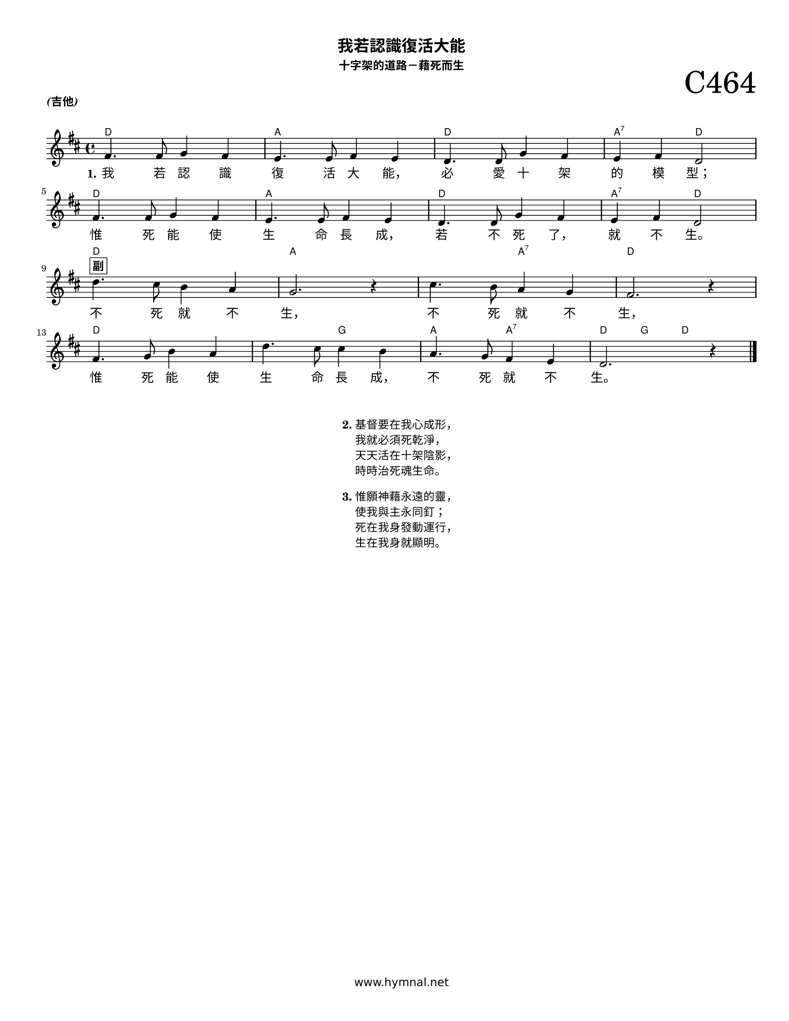 我若認識復活大能
十字架的道路－藉死而生
C464
(吉他)
D A D A7 D
1. 我 若 認 識 復 活 大 能， 必 愛 十 架 的 模 型；
5 D A D A7 D
惟 死 能 使 生 命 長 成， 若 不 死 了， 就 不 生。
D A A7 D
9 副
不 死 就 不 生， 不 死 就 不 生，
13 D G A A7 D G D
惟 死 能 使 生 命 長 成， 不 死 就 不 生。
2. 基督要在我心成形，
我就必須死乾淨，
天天活在十架陰影，
時時治死魂生命。
3. 惟願神藉永遠的靈，
使我與主永同釘；
死在我身發動運行，
生在我身就顯明。
www.hymnal.net